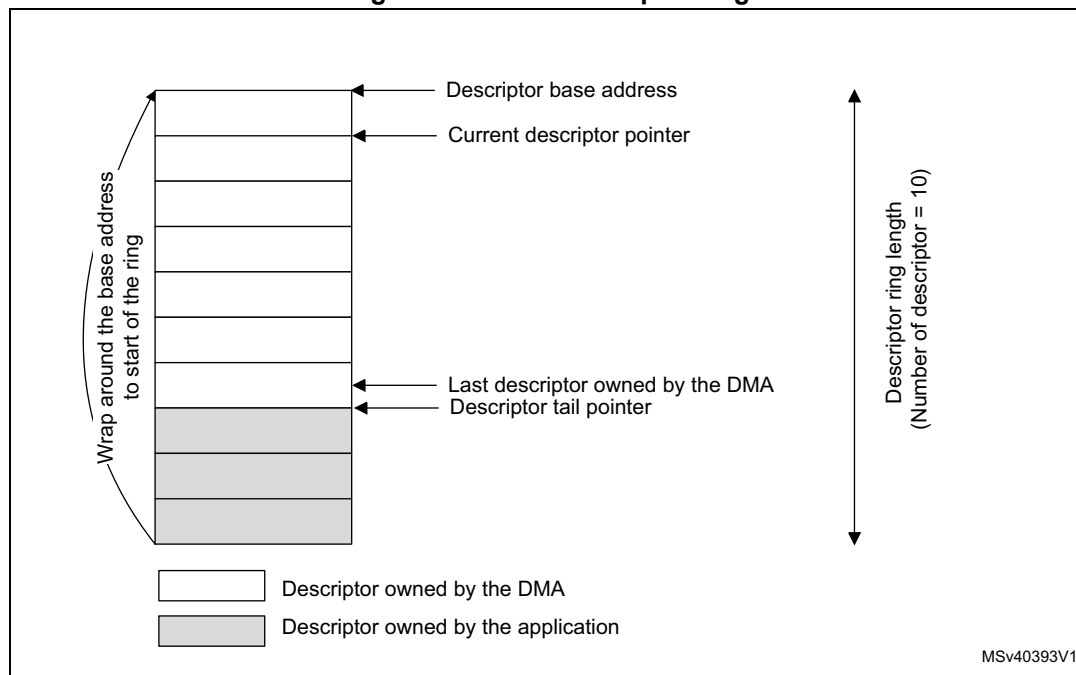 Descriptor base address
Current descriptor pointer
Wrap around the base address
to start of the ring
Descriptor ring length
(Number of descriptor = 10)
Last descriptor owned by the DMA
Descriptor tail pointer
Descriptor owned by the DMA
Descriptor owned by the application
MSv40393V1